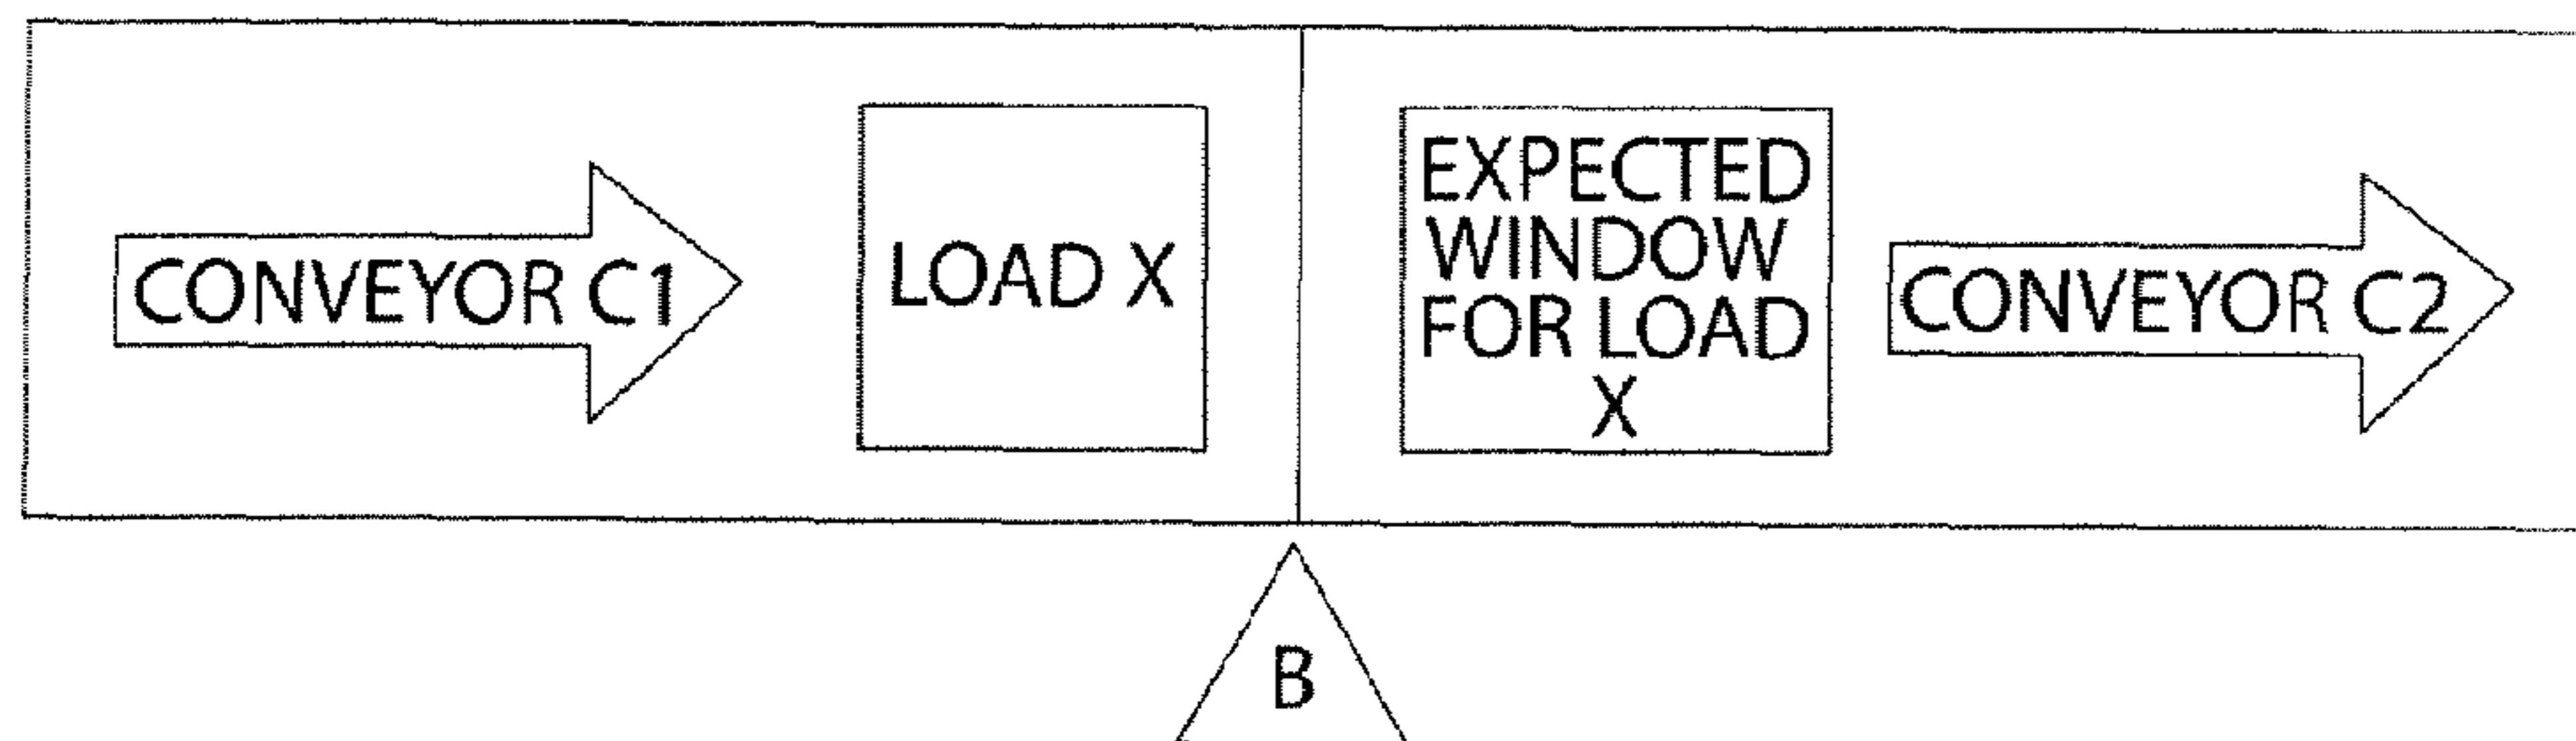 CONVEYOR C1
LOAD X
EXPECTED
WINDOW
FOR LOAD
X
CONVEYOR C2
B